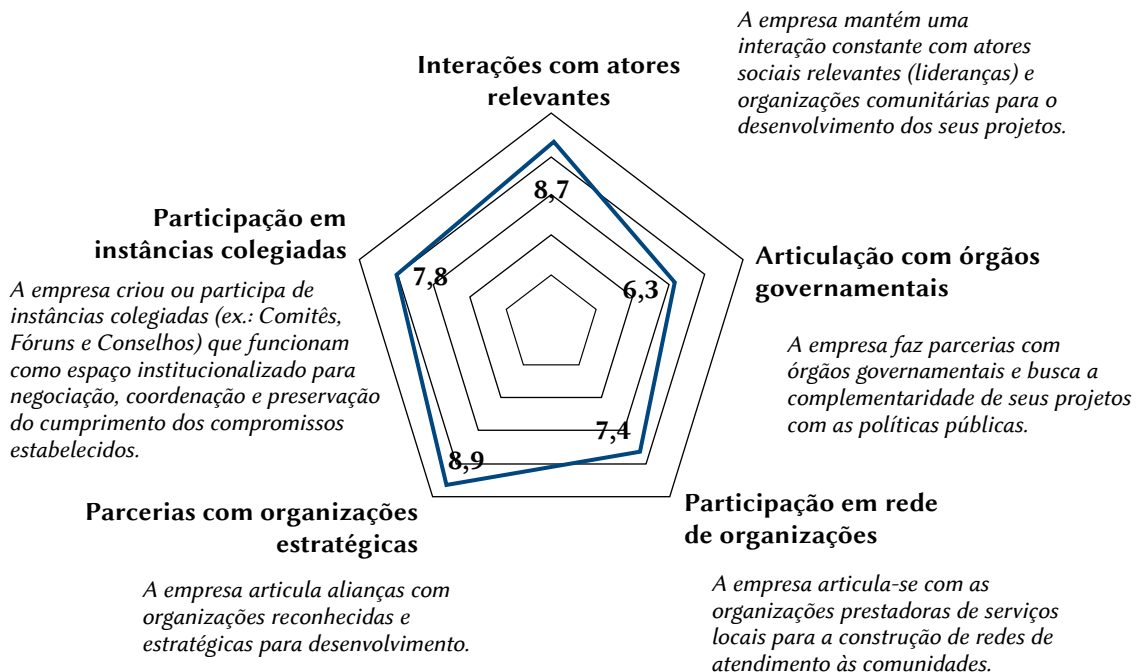 A empresa mantém uma
interação constante com atores
sociais relevantes (lideranças) e
organizações comunitárias para o
desenvolvimento dos seus projetos.
Interações com atores
relevantes
8,7
Participação em
instâncias colegiadas
7,8
A empresa criou ou participa de
instâncias colegiadas (ex.: Comitês,
Fóruns e Conselhos) que funcionam
como espaço institucionalizado para
negociação, coordenação e preservação
do cumprimento dos compromissos
estabelecidos.
6,3
Articulação com órgãos
governamentais
A empresa faz parcerias com
órgãos governamentais e busca a
complementaridade de seus projetos
com as políticas públicas.
8,9
Parcerias com organizações
estratégicas
A empresa articula alianças com
organizações reconhecidas e
estratégicas para desenvolvimento.
7,4
Participação em rede
de organizações
A empresa articula-se com as
organizações prestadoras de serviços
locais para a construção de redes de
atendimento às comunidades.